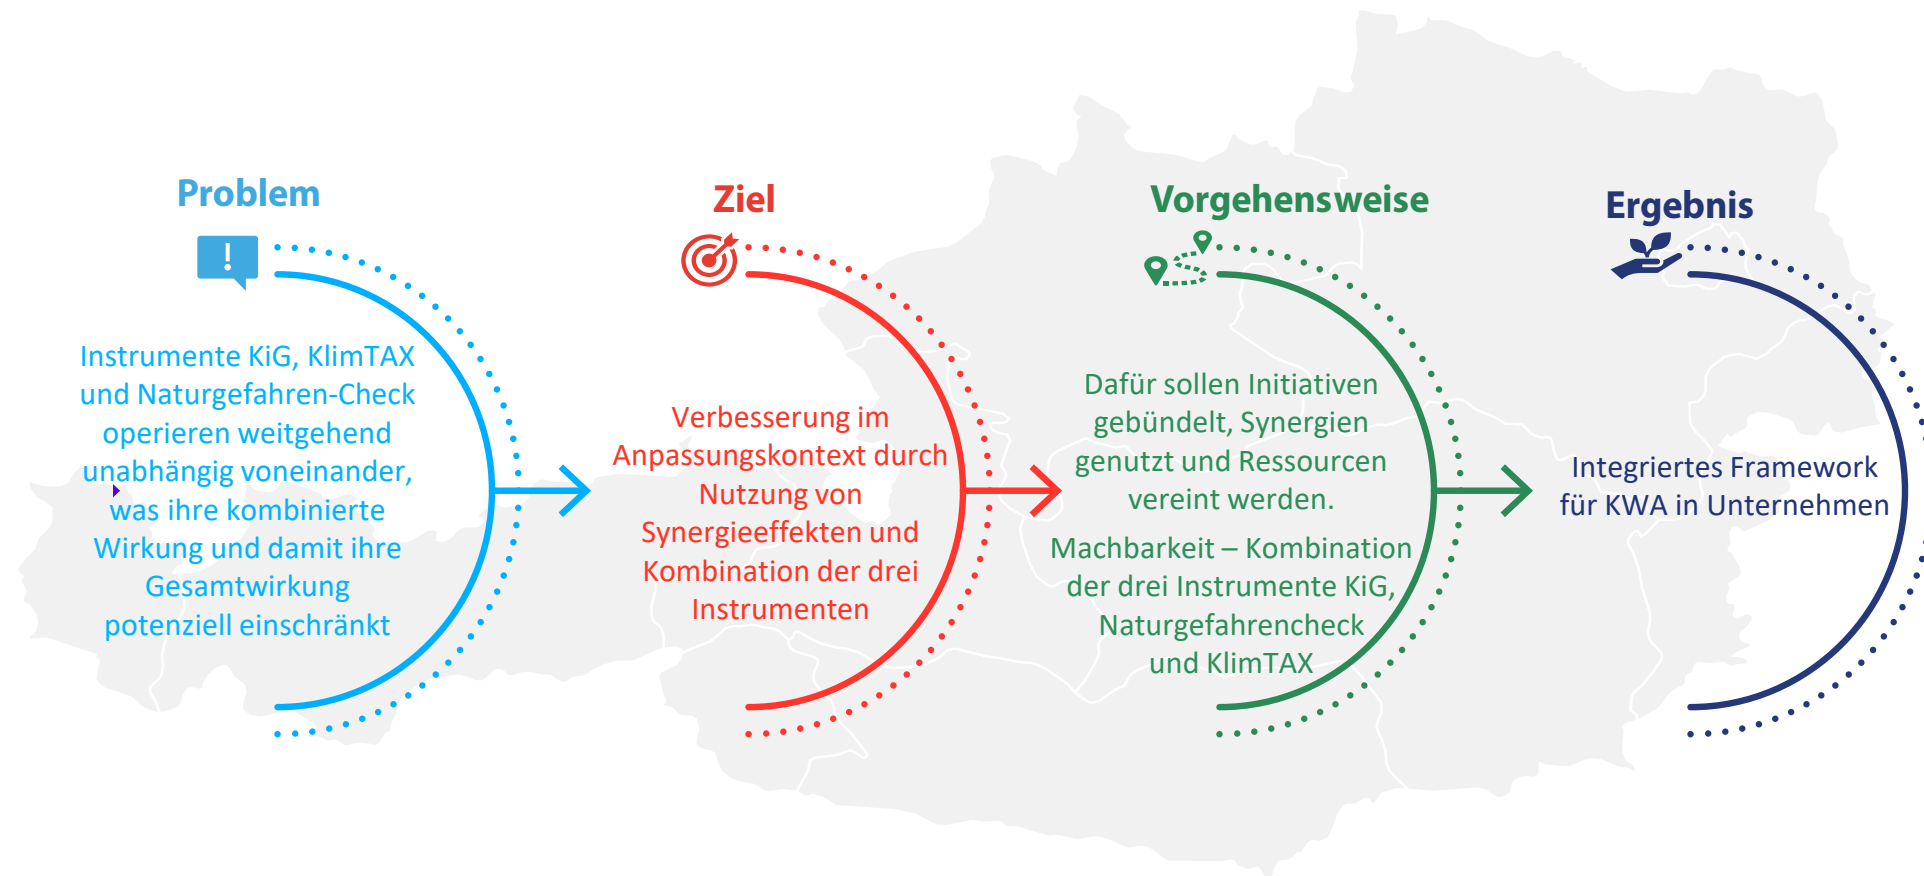 Problem
Instrumente KiG, KlimTAX
und Naturgefahren-Check
operieren weitgehend
unabhängig voneinander,
was ihre kombinierte
Wirkung und damit ihre
Gesamtwirkung
potenziell einschränkt
Ziel
Verbesserung im
Anpassungskontext durch
Nutzung von
Synergieeffekten und
Kombination der drei
Instrumenten
Vorgehensweise
Dafür sollen Initiativen
gebündelt, Synergien
genutzt und Ressourcen
vereint werden.
Machbarkeit – Kombination
der drei Instrumente KiG,
Naturgefahrencheck
und KlimTAX
Ergebnis
Integriertes Framework
für KWA in Unternehmen